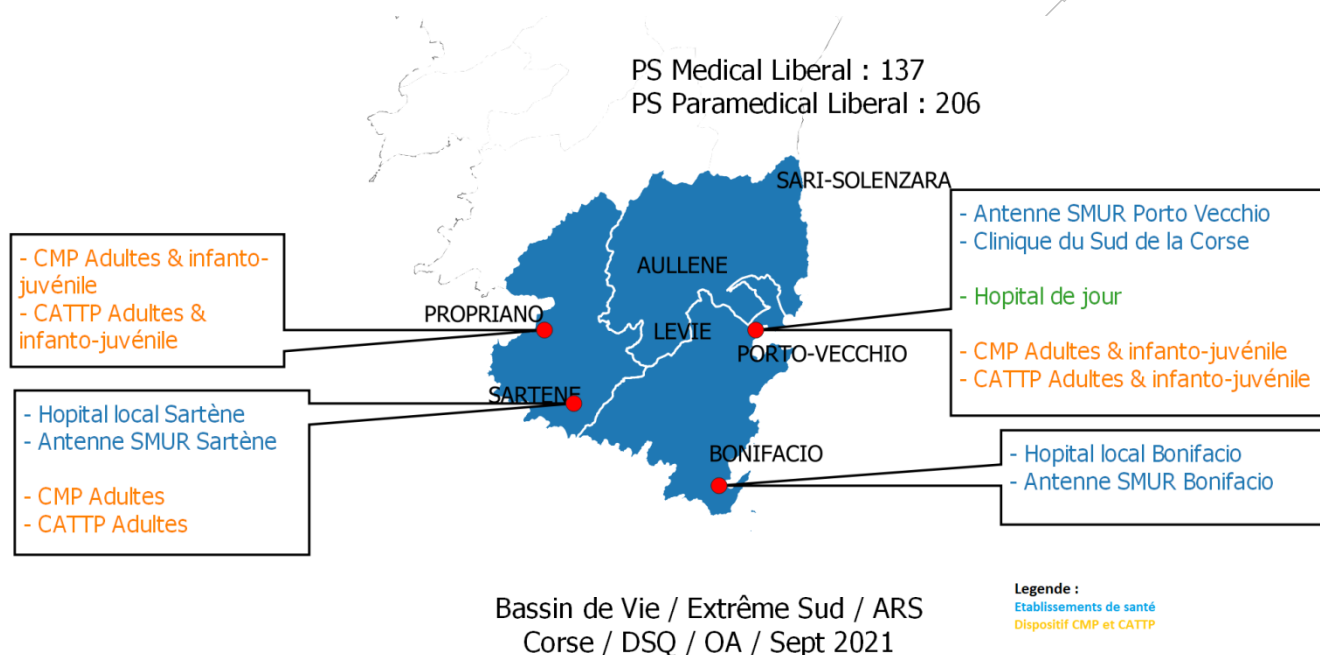 PS Medical Liberal : 137
PS Paramedical Liberal : 206
SARI-SOLENZARA
- Antenne SMUR Porto Vecchio
- Clinique du Sud de la Corse
- Hopital de jour
- CMP Adultes & infanto-juvénile
- CATTP Adultes & infanto-juvénile
- CMP Adultes & infanto-
juvénile
- CATTP Adultes &
infanto-juvénile
AULLENE
PROPRIANO
LEVIE
PORTO-VECCHIO
SARTENE
- Hopital local Sartène
- Antenne SMUR Sartène
- CMP Adultes
- CATTP Adultes
BONIFACIO
- Hopital local Bonifacio
- Antenne SMUR Bonifacio
Bassin de Vie / Extrême Sud / ARS
Corse / DSQ / OA / Sept 2021
Legende :
Etablissements de santé
Dispositif CMP et CATTP